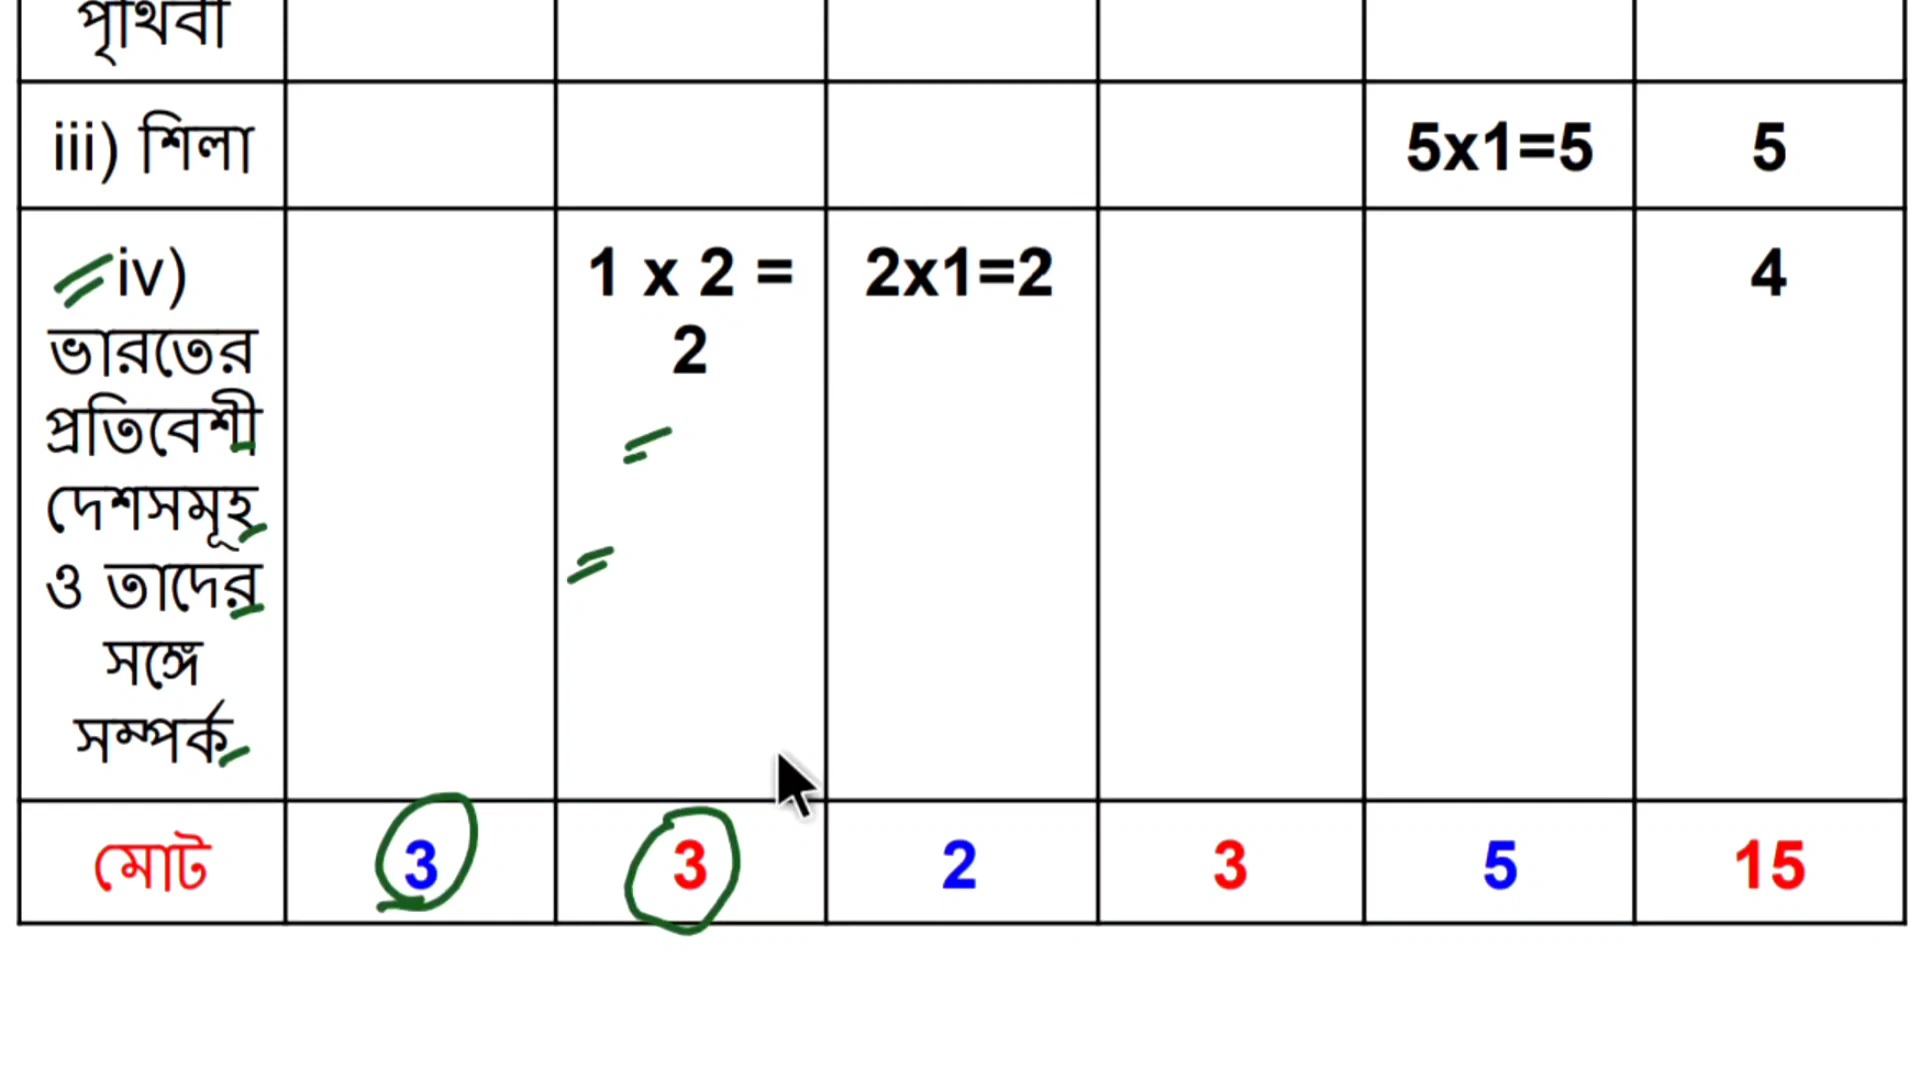 পৃথিবী
iii) শিলা 5x1=5 5
iv) 1 x 2 = 2x1=2 4
ভারতের 2
প্রতিবেশী
দেশসমূহ
ও তাদের
সঙ্গে
সম্পর্ক
মোট 3 3 2 3 5 15